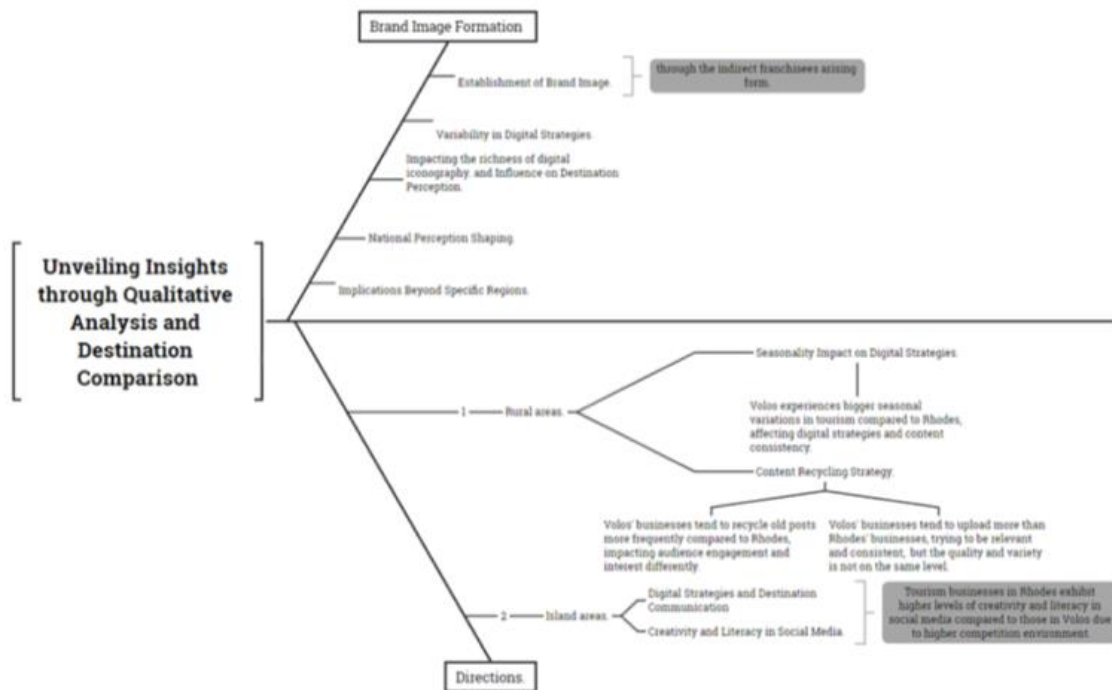 Brand Image Formation
Establishment of Brand Image.
through the indirect franchisees arising
form.
Variability in Digital Strategies.
Impacting the richness of digital
iconography. and Influence on Destination
Perception.
National Perception Shaping.
Implications Beyond Specific Regions.
Unveiling Insights
through Qualitative
Analysis and
Destination
Comparison
Seasonality Impact on Digital Strategies.
Volos experiences bigger seasonal
variations in tourism compared to Rhodes,
affecting digital strategies and content
consistency.
1
Rural areas.
Content Recycling Strategy.
Volos' businesses tend to recycle old posts
more frequently compared to Rhodes,
impacting audience engagement and
interest differently.
Volos' businesses tend to upload more than
Rhodes' businesses, trying to be relevant
and consistent, but the quality and variety
is not on the same level.
2
Island areas.
Digital Strategies and Destination
Communication
Creativity and Literacy in Social Media.
Tourism businesses in Rhodes exhibit
higher levels of creativity and literacy in
social media compared to those in Volos due
to higher competition environment
Directions.